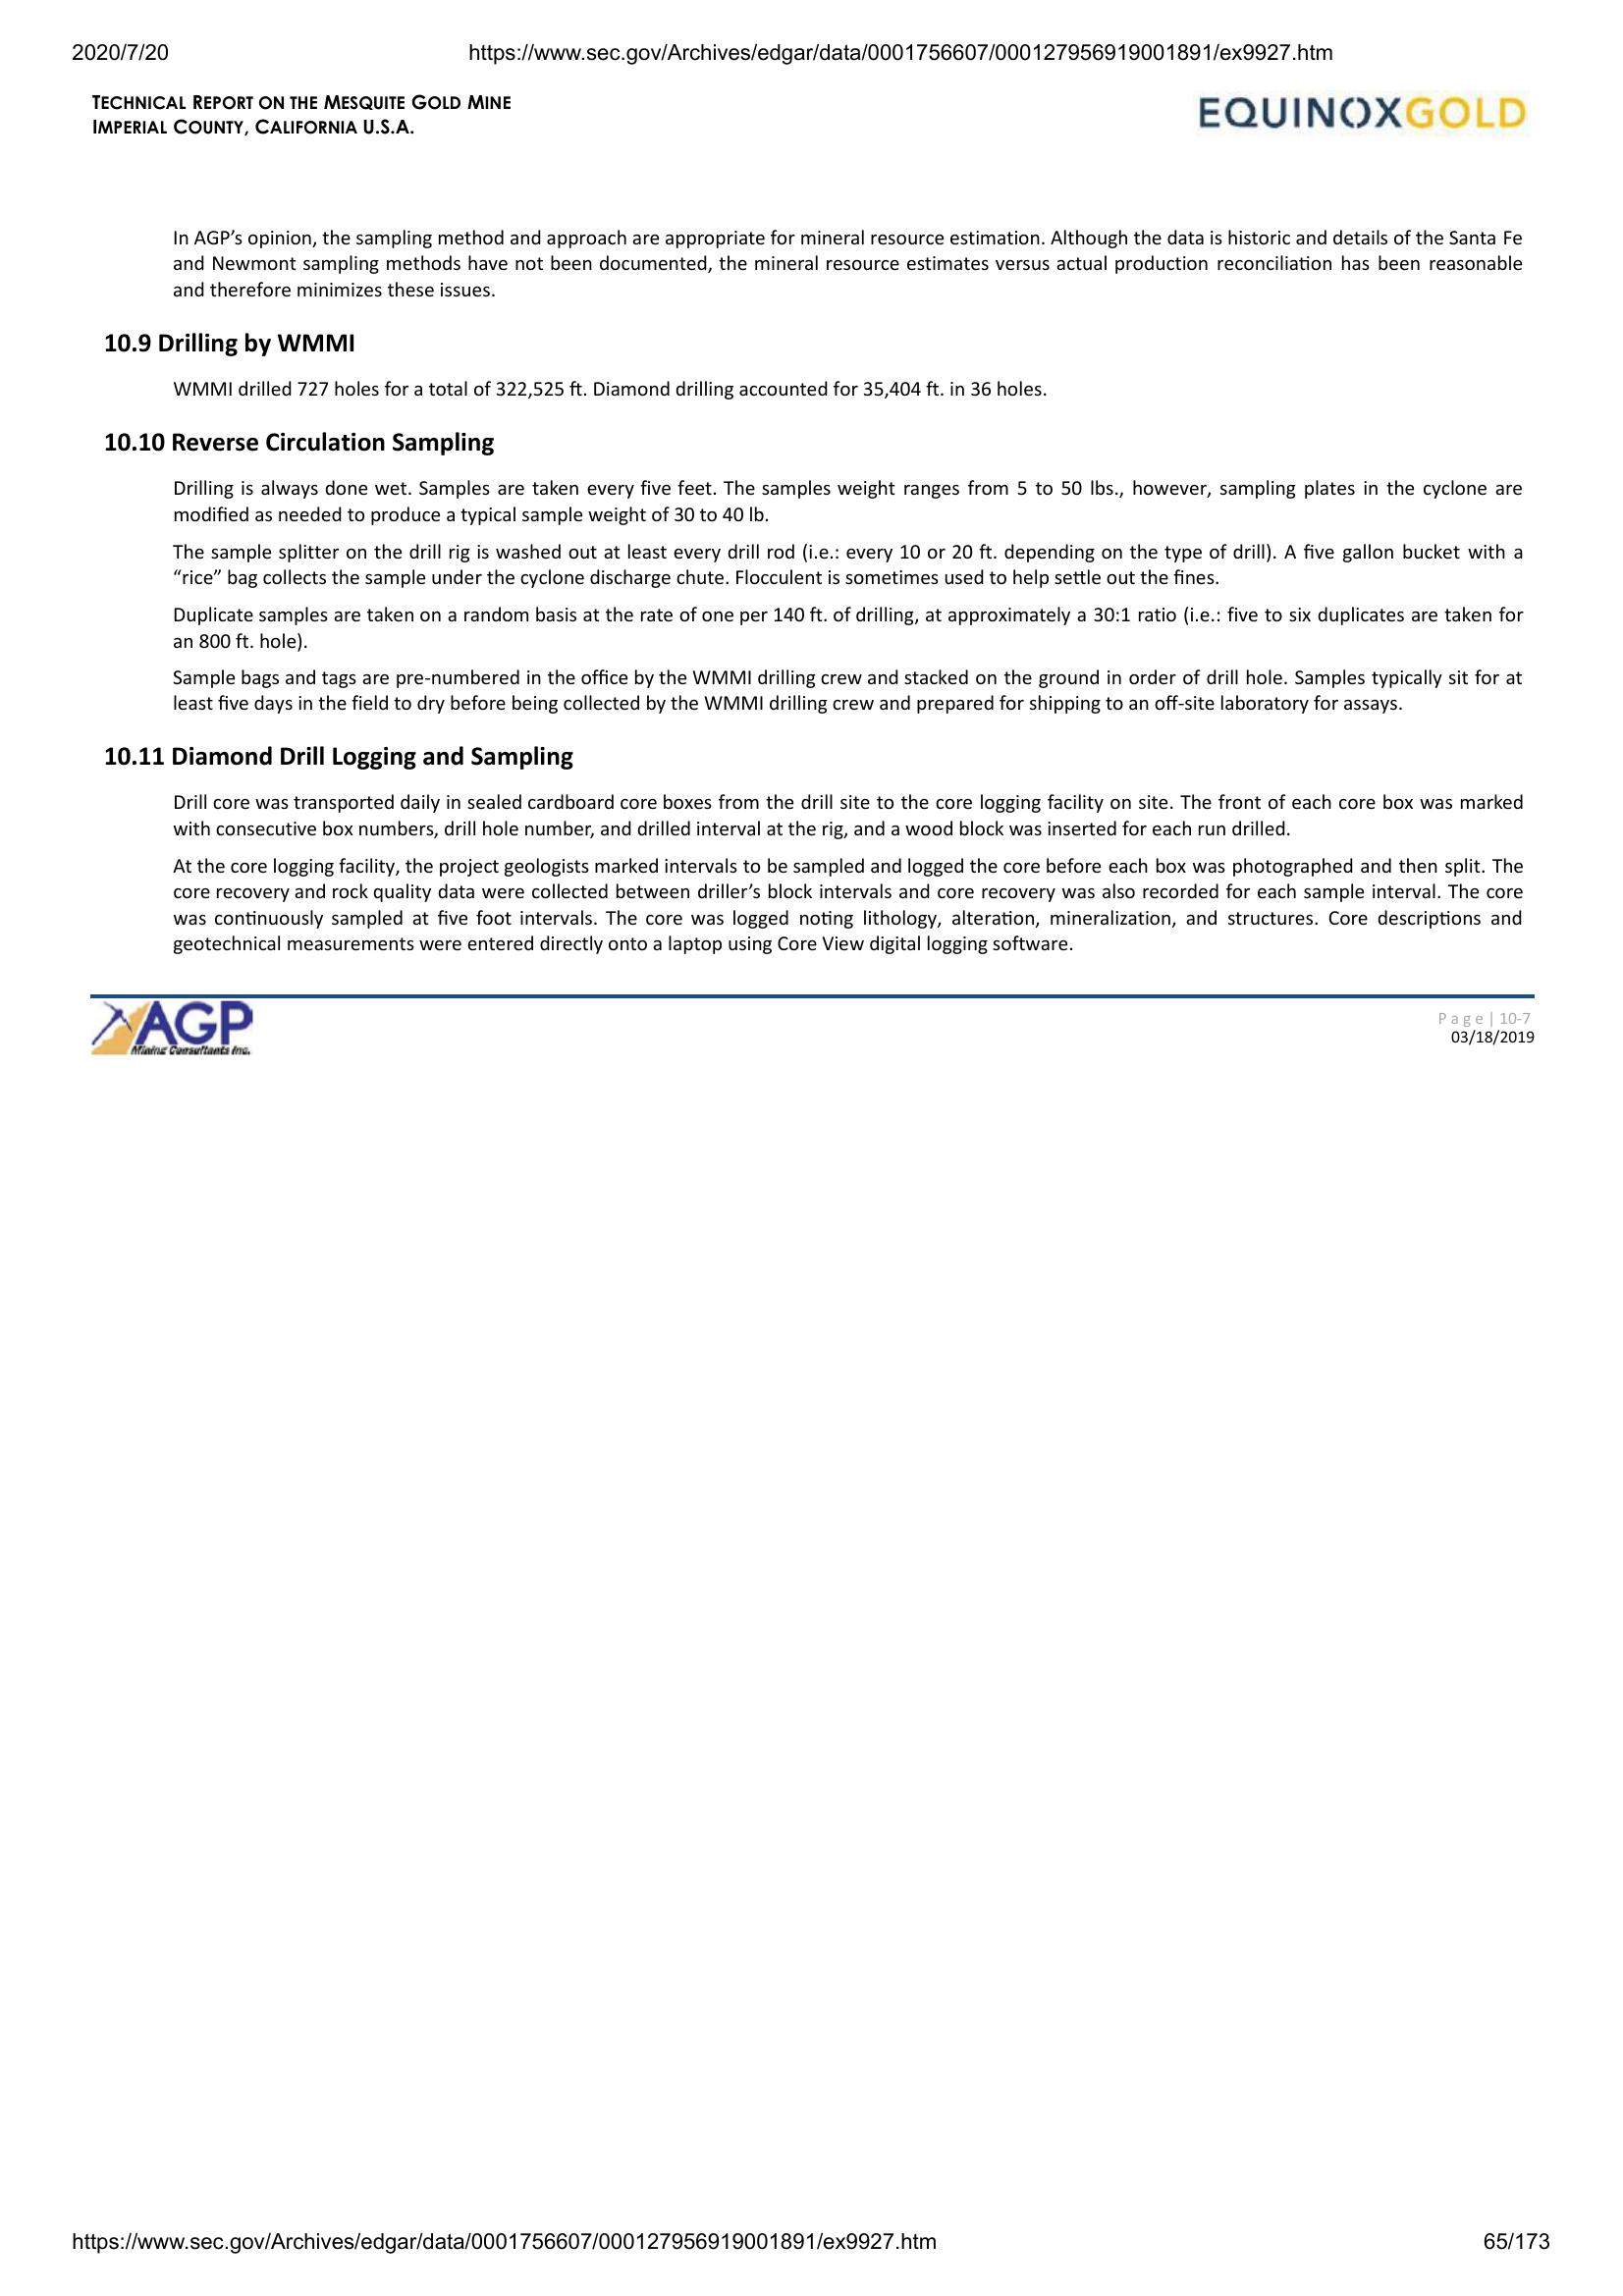 2020/7/20 https://www.sec.gov/Archives/edgar/data/0001756607/000127956919001891/ex9927.htm
TECHNICAL REPORT ON THE MESQUITE GOLD MINE
IMPERIAL COUNTY, CALIFORNIA U.S.A.
EQUINOXGOLD
In AGP’s opinion, the sampling method and approach are appropriate for mineral resource estimation. Although the data is historic and details of the Santa Fe
and Newmont sampling methods have not been documented, the mineral resource estimates versus actual production reconciliation has been reasonable
and therefore minimizes these issues.
10.9 Drilling by WMMI
WMMI drilled 727 holes for a total of 322,525 ft. Diamond drilling accounted for 35,404 ft. in 36 holes.
10.10 Reverse Circulation Sampling
Drilling is always done wet. Samples are taken every five feet. The samples weight ranges from 5 to 50 lbs., however, sampling plates in the cyclone are
modified as needed to produce a typical sample weight of 30 to 40 lb.
The sample splitter on the drill rig is washed out at least every drill rod (i.e.: every 10 or 20 ft. depending on the type of drill). A five gallon bucket with a
“rice” bag collects the sample under the cyclone discharge chute. Flocculent is sometimes used to help settle out the fines.
Duplicate samples are taken on a random basis at the rate of one per 140 ft. of drilling, at approximately a 30:1 ratio (i.e.: five to six duplicates are taken for
an 800 ft. hole).
Sample bags and tags are pre-numbered in the office by the WMMI drilling crew and stacked on the ground in order of drill hole. Samples typically sit for at
least five days in the field to dry before being collected by the WMMI drilling crew and prepared for shipping to an off-site laboratory for assays.
10.11 Diamond Drill Logging and Sampling
Drill core was transported daily in sealed cardboard core boxes from the drill site to the core logging facility on site. The front of each core box was marked
with consecutive box numbers, drill hole number, and drilled interval at the rig, and a wood block was inserted for each run drilled.
At the core logging facility, the project geologists marked intervals to be sampled and logged the core before each box was photographed and then split. The
core recovery and rock quality data were collected between driller’s block intervals and core recovery was also recorded for each sample interval. The core
was continuously sampled at five foot intervals. The core was logged noting lithology, alteration, mineralization, and structures. Core descriptions and
geotechnical measurements were entered directly onto a laptop using Core View digital logging software.
AGP
Mining Consultants Inc.
Page | 10-7
03/18/2019
https://www.sec.gov/Archives/edgar/data/0001756607/000127956919001891/ex9927.htm 65/173